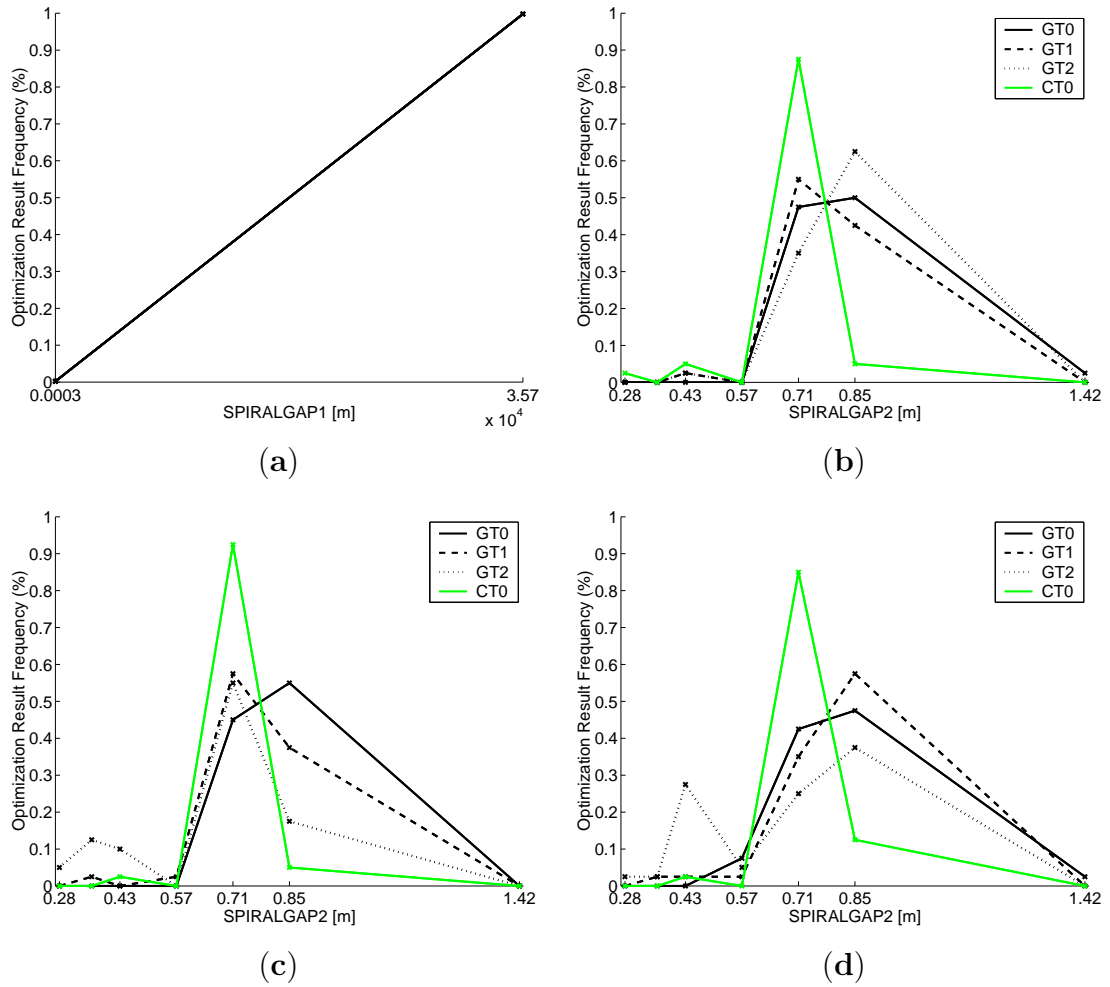 1
0.9
0.8
0.7
0.6
0.5
0.4
0.3
0.2
0.1
0
Optimization Result Frequency (%)
0.0003 3.57
SPIRALGAP1 [m]
x 10^4
(a)
1
0.9
0.8
0.7
0.6
0.5
0.4
0.3
0.2
0.1
0
Optimization Result Frequency (%)
GT0
GT1
GT2
CT0
0.28 0.43 0.57 0.71 0.85 1.42
SPIRALGAP2 [m]
(b)
1
0.9
0.8
0.7
0.6
0.5
0.4
0.3
0.2
0.1
0
Optimization Result Frequency (%)
GT0
GT1
GT2
CT0
0.28 0.43 0.57 0.71 0.85 1.42
SPIRALGAP2 [m]
(c)
1
0.9
0.8
0.7
0.6
0.5
0.4
0.3
0.2
0.1
0
Optimization Result Frequency (%)
GT0
GT1
GT2
CT0
0.28 0.43 0.57 0.71 0.85 1.42
SPIRALGAP2 [m]
(d)